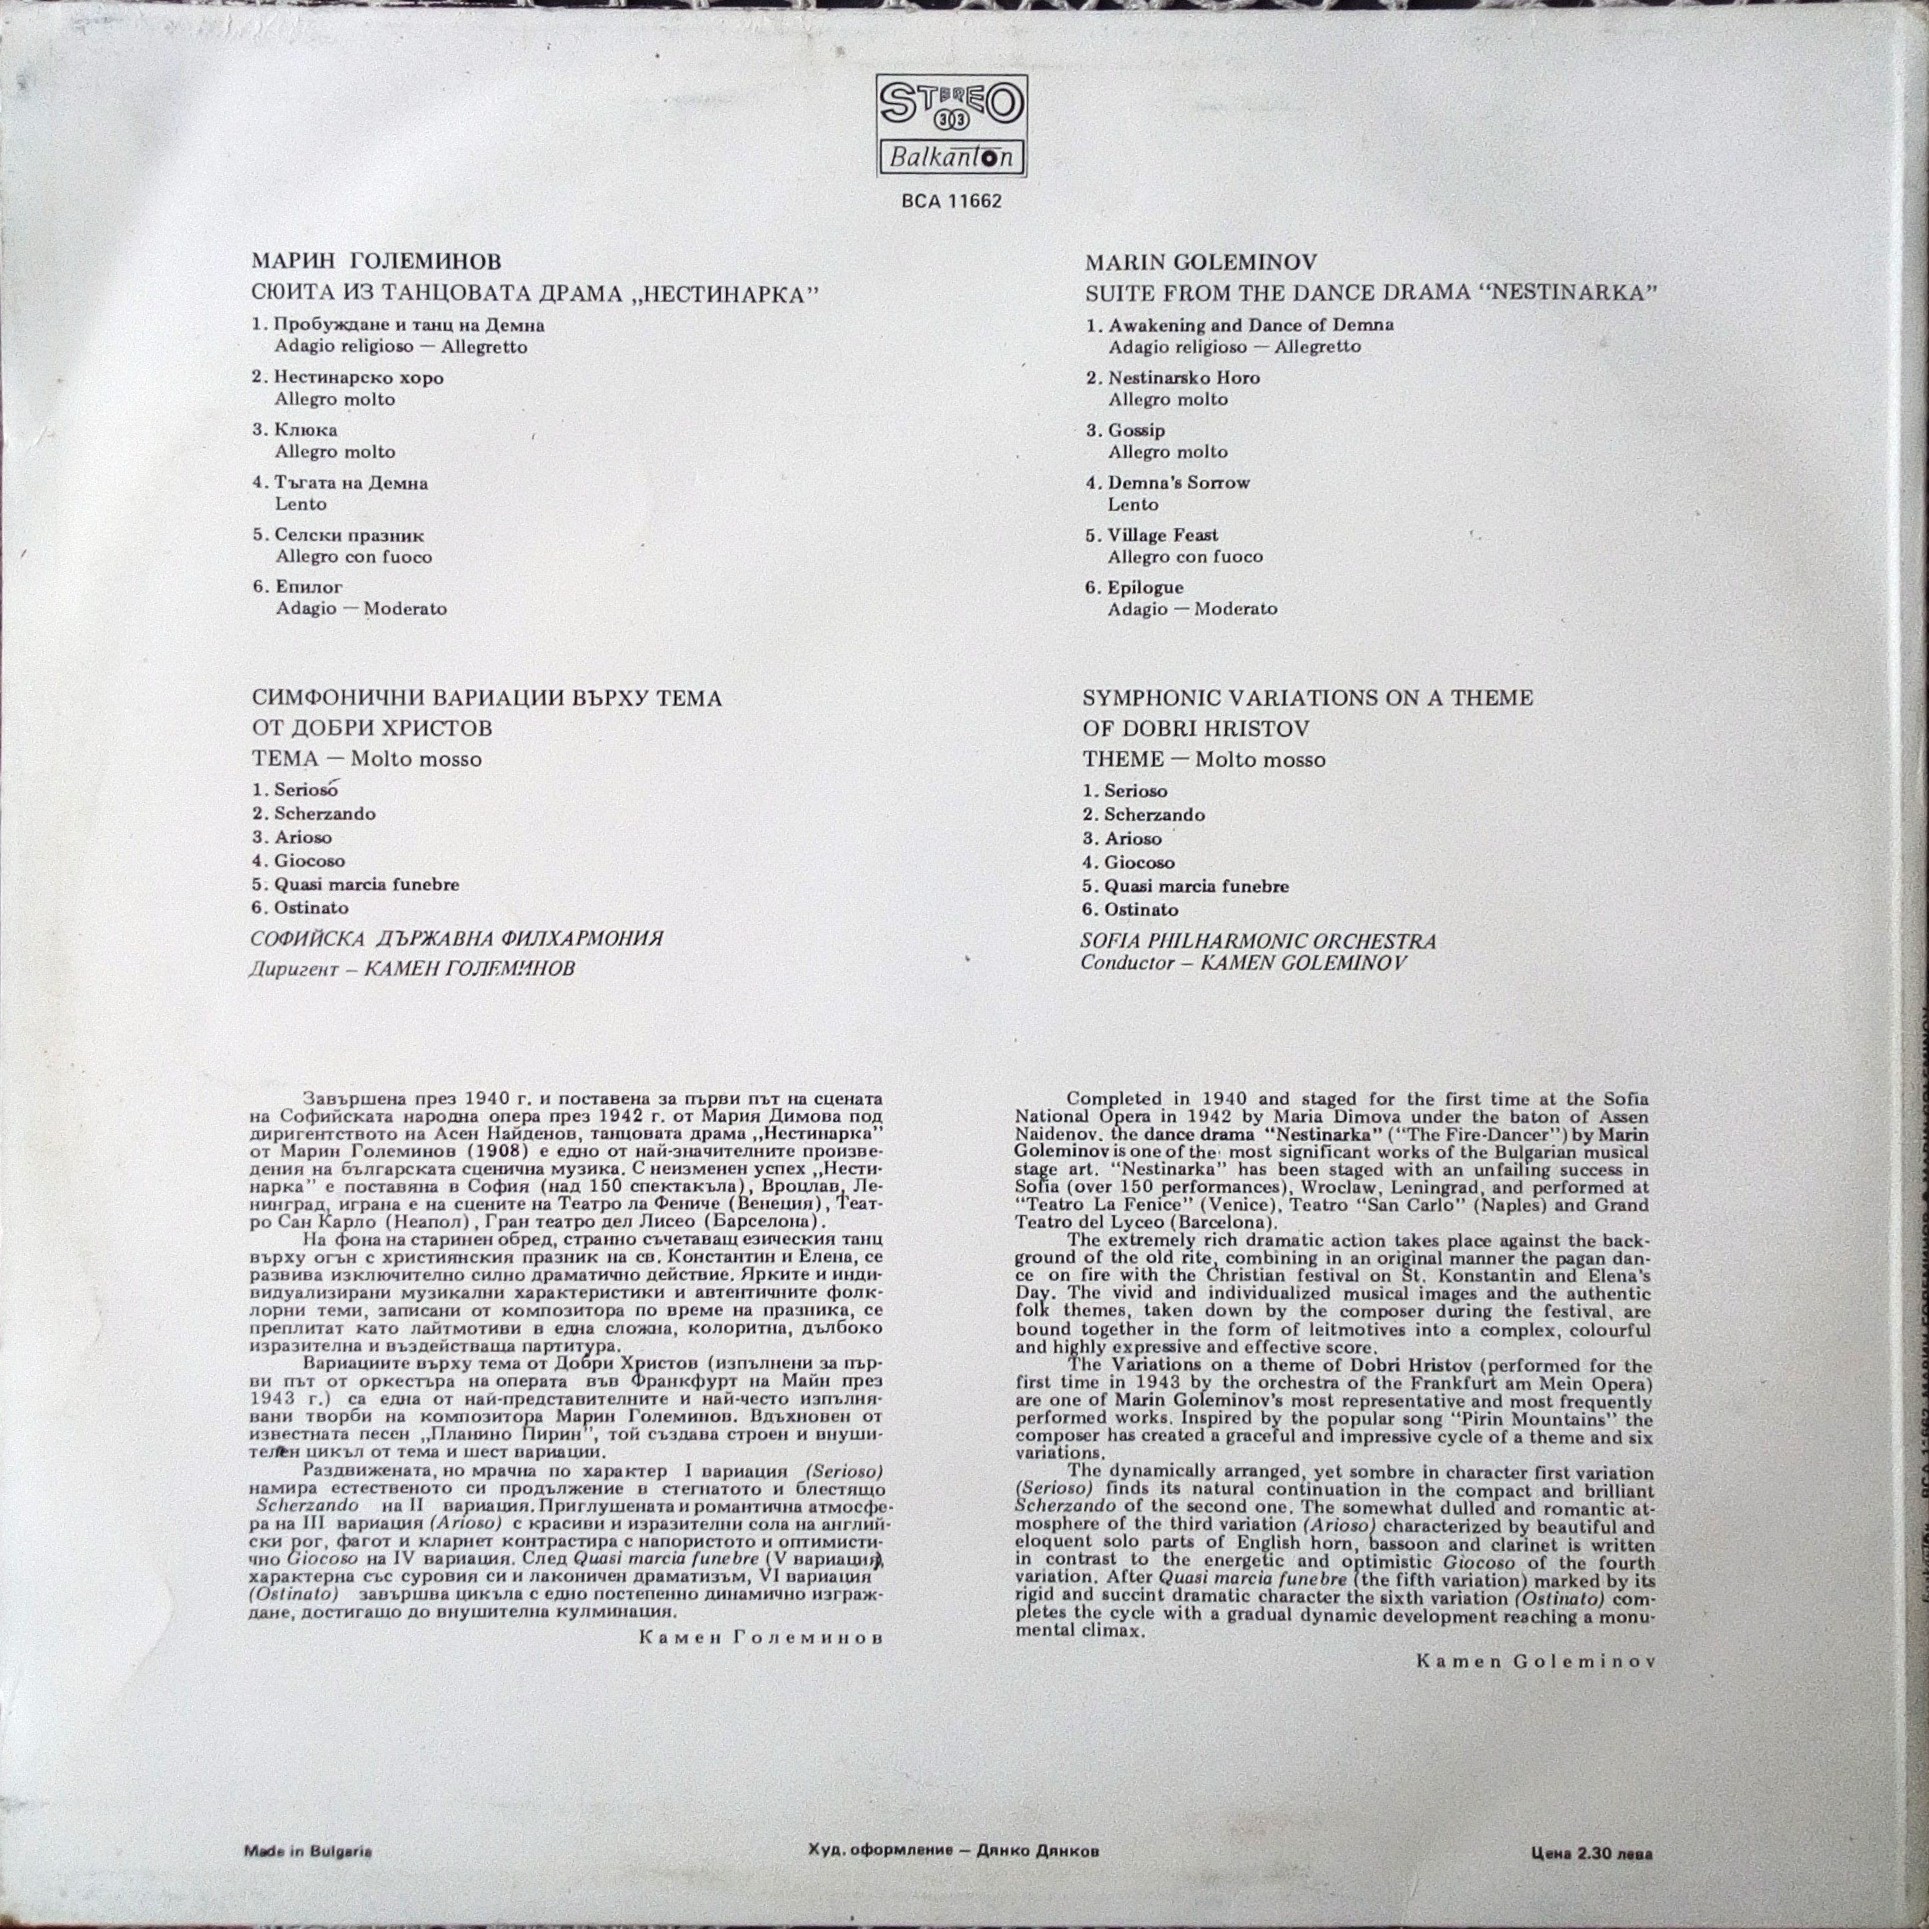 STEREO
33
Balkanton
BCA 11662
МАРИН ГОЛЕМИНОВ
СЮИТА ИЗ ТАНЦОВАТА ДРАМА „НЕСТИНАРКА”
1. Пробуждане и танц на Демна
Adagio religioso — Allegretto
2. Нестинарско хоро
Allegro molto
3. Клюка
Allegro molto
4. Тъгата на Демна
Lento
5. Селски празник
Allegro con fuoco
6. Епилог
Adagio — Moderato
СИМФОНИЧНИ ВАРИАЦИИ ВЪРХУ ТЕМА
ОТ ДОБРИ ХРИСТОВ
ТЕМА — Molto mosso
1. Serioso
2. Scherzando
3. Arioso
4. Giocoso
5. Quasi marcia funebre
6. Ostinato
СОФИЙСКА ДЪРЖАВНА ФИЛХАРМОНИЯ
Диригент – КАМЕН ГОЛЕМИНОВ
MARIN GOLEMINOV
SUITE FROM THE DANCE DRAMA “NESTINARKA”
1. Awakening and Dance of Demna
Adagio religioso — Allegretto
2. Nestinarsko Horo
Allegro molto
3. Gossip
Allegro molto
4. Demna's Sorrow
Lento
5. Village Feast
Allegro con fuoco
6. Epilogue
Adagio — Moderato
SYMPHONIC VARIATIONS ON A THEME
OF DOBRI HRISTOV
THEME — Molto mosso
1. Serioso
2. Scherzando
3. Arioso
4. Giocoso
5. Quasi marcia funebre
6. Ostinato
SOFIA PHILHARMONIC ORCHESTRA
Conductor – KAMEN GOLEMINOV
Завършена през 1940 г. и поставена за първи път на сцената
на Софийската народна опера през 1942 г. от Мария Димова под
диригентството на Асен Найденов, танцовата драма „Нестинарка”
от Марин Големинов (1908) е едно от най-значителните произве-
дения на българската сценична музика. С неизменен успех „Нести-
нарка” е поставяна в София (над 150 спектакъла), Вроцлав, Ле-
нинград, играна е на сцените на Театро ла Фениче (Венеция), Теат-
ро Сан Карло (Неапол), Гран театро дел Лисео (Барселона).
На фона на старинен обред, странно съчетаващ езическия танц
върху огън с християнския празник на св. Константин и Елена, се
развива изключително силно драматично действие. Ярките и инди-
видуализирани музикални характеристики и автентичните фолк-
лорни теми, записани от композитора по време на празника, се
преплитат като лайтмотиви в една сложна, колоритна, дълбоко
изразителна и въздействаща партитура.
Вариациите върху тема от Добри Христов (изпълнени за пър-
ви път от оркестъра на операта във Франкфурт на Майн през
1943 г.) са една от най-представителните и най-често изпълня-
вани творби на композитора Марин Големинов. Вдъхновен от
известната песен „Планино Пирин”, той създава строен и внуши-
телен цикъл от тема и шест вариации.
Раздвижената, но мрачна по характер I вариация (Serioso)
намира естественото си продължение в стегнатото и блестящо
Scherzando на II вариация. Приглушената и романтична атмосфе-
ра на III вариация (Arioso) с красиви и изразителни сола на англий-
ски рог, фагот и кларнет контрастира с напористото и оптимисти-
чно Giocoso на IV вариация. След Quasi marcia funebre (V вариация),
характерна със суровия си и лаконичен драматизъм, VI вариация
(Ostinato) завършва цикъла с едно постепенно динамично изграж-
дане, достигащо до внушителна кулминация.
Камен Големинов
Completed in 1940 and staged for the first time at the Sofia
National Opera in 1942 by Maria Dimova under the baton of Assen
Naidenov. the dance drama “Nestinarka” (“The Fire-Dancer”) by Marin
Goleminov is one of the most significant works of the Bulgarian musical
stage art. “Nestinarka” has been staged with an unfailing success in
Sofia (over 150 performances), Wroclaw, Leningrad, and performed at
“Teatro La Fenice” (Venice), Teatro “San Carlo” (Naples) and Grand
Teatro del Lyceo (Barcelona).
The extremely rich dramatic action takes place against the back-
ground of the old rite, combining in an original manner the pagan dan-
ce on fire with the Christian festival on St. Konstantin and Elena's
Day. The vivid and individualized musical images and the authentic
folk themes, taken down by the composer during the festival, are
bound together in the form of leitmotives into a complex, colourful
and highly expressive and effective score.
The Variations on a theme of Dobri Hristov (performed for the
first time in 1943 by the orchestra of the Frankfurt am Mein Opera)
are one of Marin Goleminov's most representative and most frequently
performed works. Inspired by the popular song “Pirin Mountains” the
composer has created a graceful and impressive cycle of a theme and six
variations.
The dynamically arranged, yet sombre in character first variation
(Serioso) finds its natural continuation in the compact and brilliant
Scherzando of the second one. The somewhat dulled and romantic at-
mosphere of the third variation (Arioso) characterized by beautiful and
eloquent solo parts of English horn, bassoon and clarinet is written
in contrast to the energetic and optimistic Giocoso of the fourth
variation. After Quasi marcia funebre (the fifth variation) marked by its
rigid and succint dramatic character the sixth variation (Ostinato) com-
pletes the cycle with a gradual dynamic development reaching a monu-
mental climax.
Kamen Goleminov
Made in Bulgaria
Худ. оформление — Дянко Дянков
Цена 2.30 лева